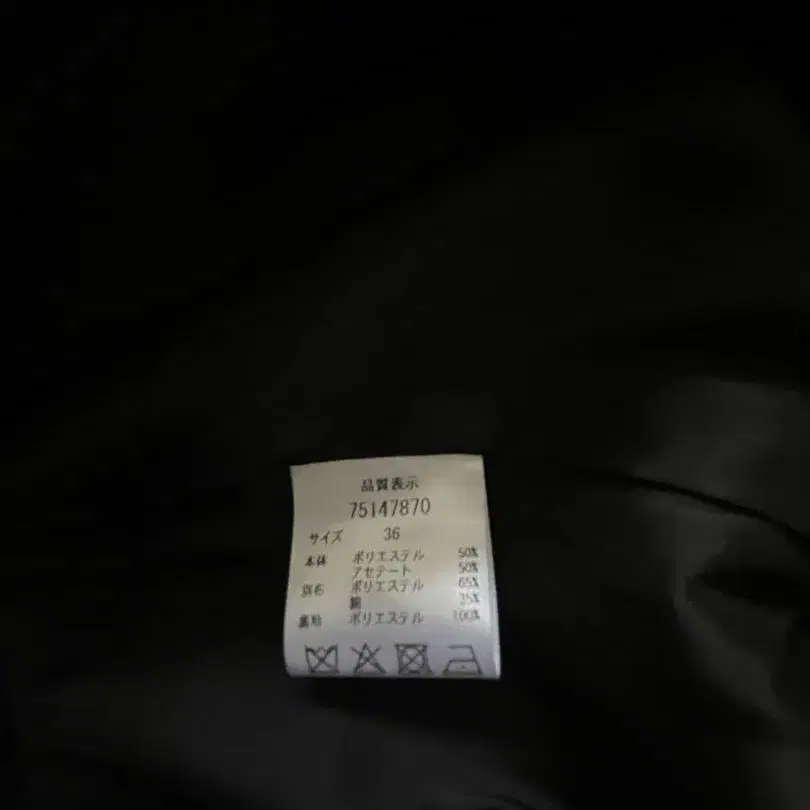 品質表示
75147870
サイズ 36
本体 ポリエステル 50%
アセテート 50%
別布 ポリエステル 65%
綿 35%
裏地 ポリエステル 100%